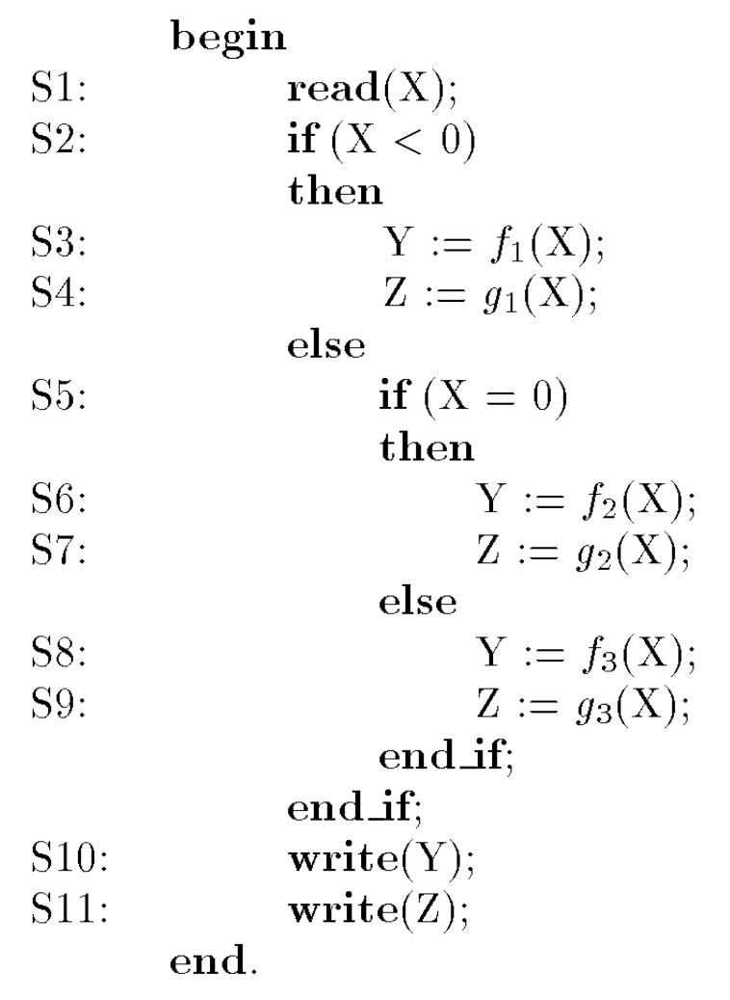 begin
S1: read(X);
S2: if (X < 0)
then
S3: Y := f₁(X);
S4: Z := g₁(X);
else
S5: if (X = 0)
then
S6: Y := f₂(X);
S7: Z := g₂(X);
else
S8: Y := f₃(X);
S9: Z := g₃(X);
end_if;
end_if;
S10: write(Y);
S11: write(Z);
end.